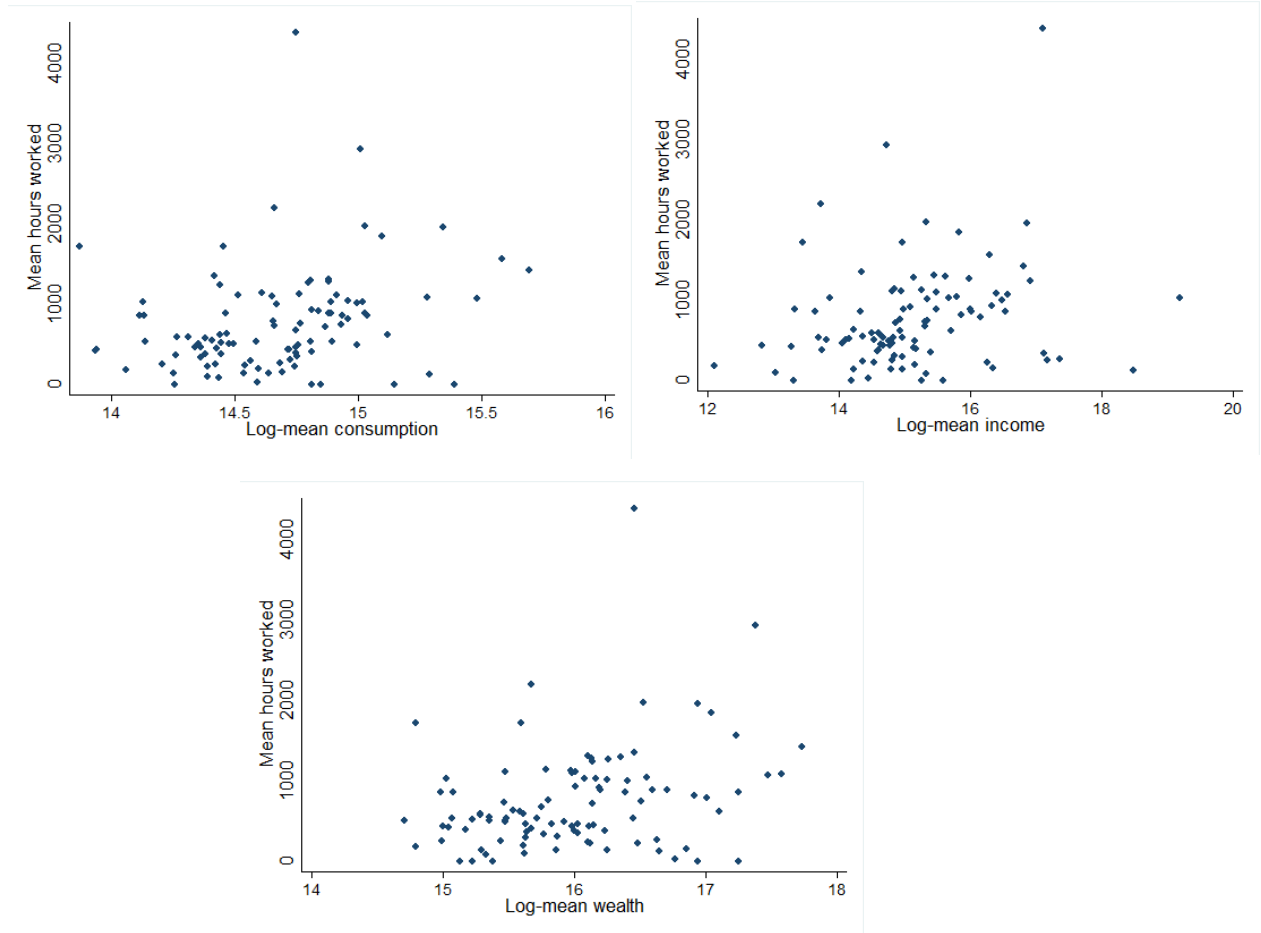 Mean hours worked
4000
3000
2000
1000
0
14 14.5 15 15.5 16
Log-mean consumption
Mean hours worked
4000
3000
2000
1000
0
12 14 16 18 20
Log-mean income
Mean hours worked
4000
3000
2000
1000
0
14 15 16 17 18
Log-mean wealth